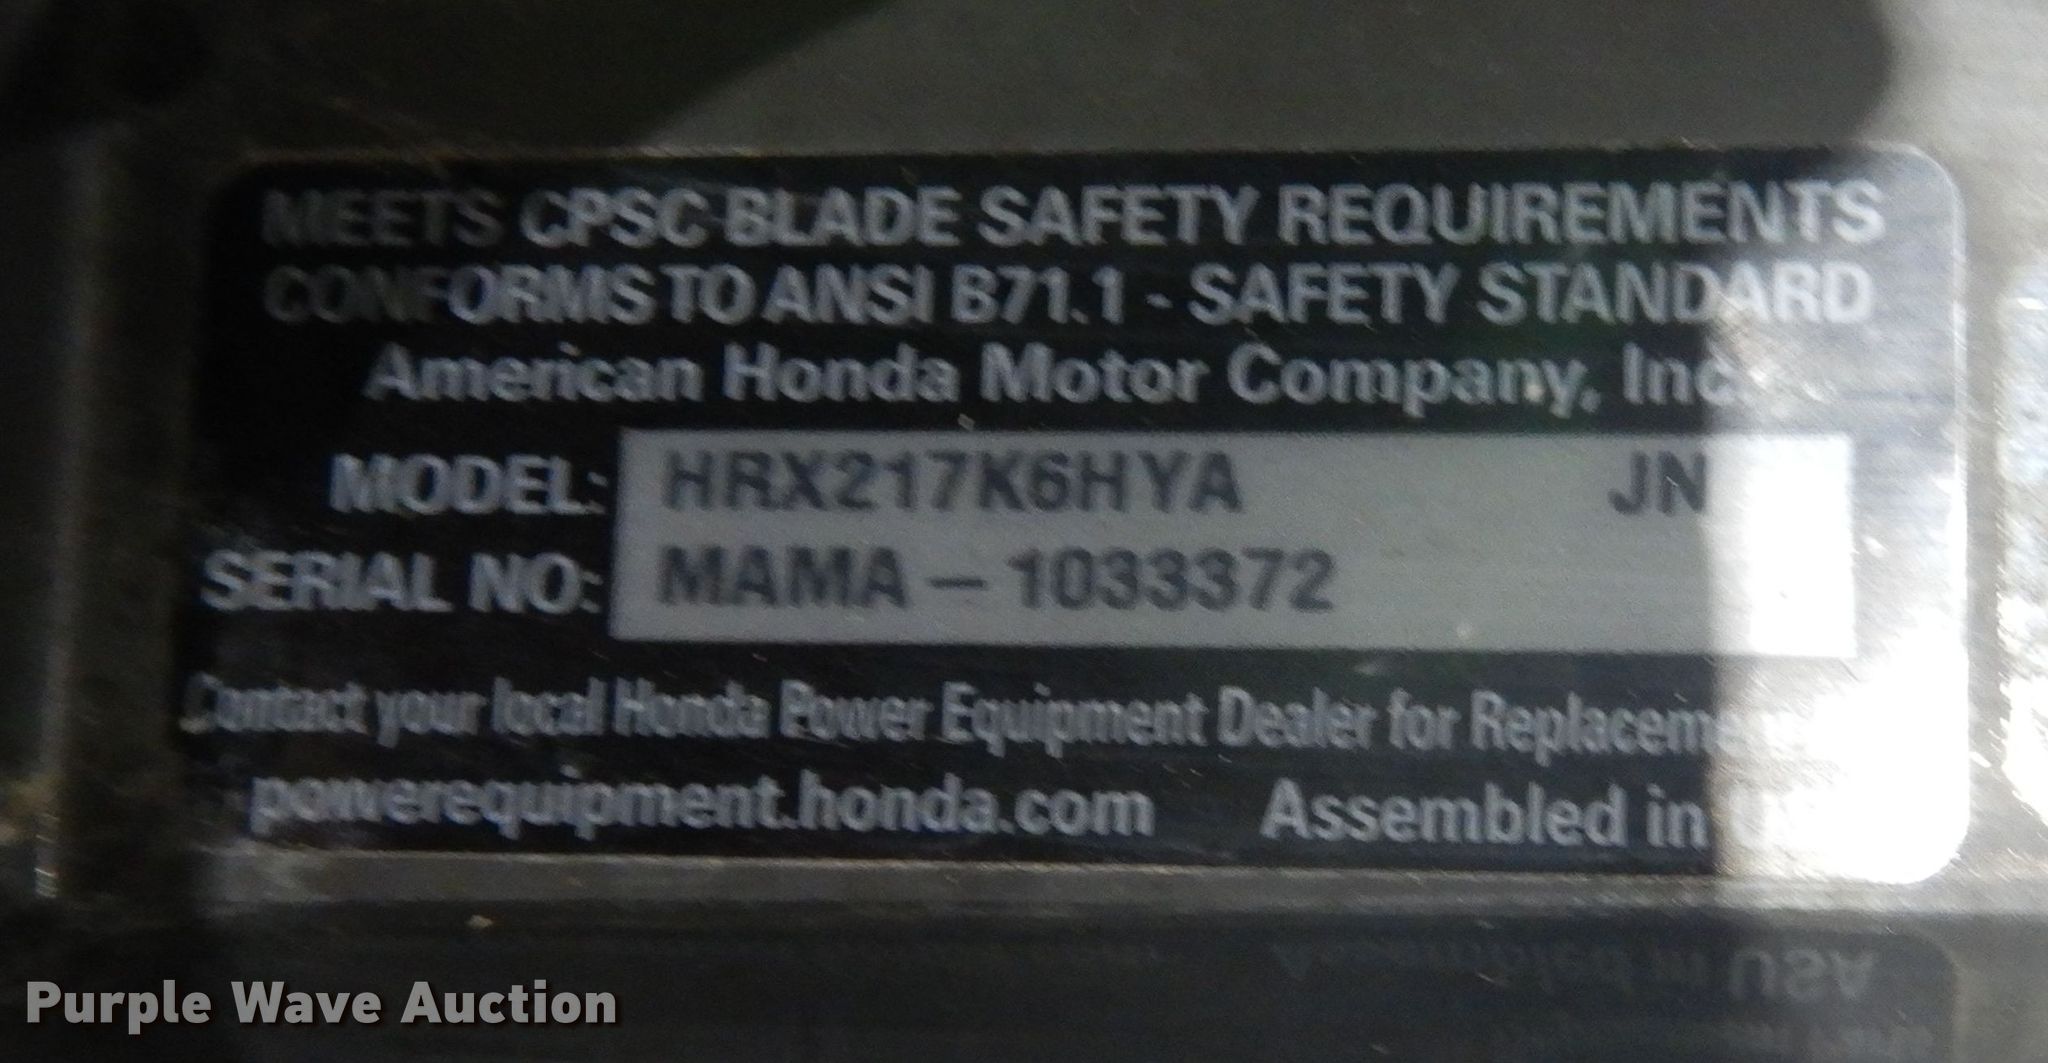 MEETS CPSC BLADE SAFETY REQUIREMENTS
CONFORMS TO ANSI B71.1 - SAFETY STANDARD
American Honda Motor Company, Inc.
MODEL: HRX217K6HYA JN
SERIAL NO: MAMA – 1033372
Contact your local Honda Power Equipment Dealer for
powerequipment.honda.com Assembled in
Purple Wave Auction